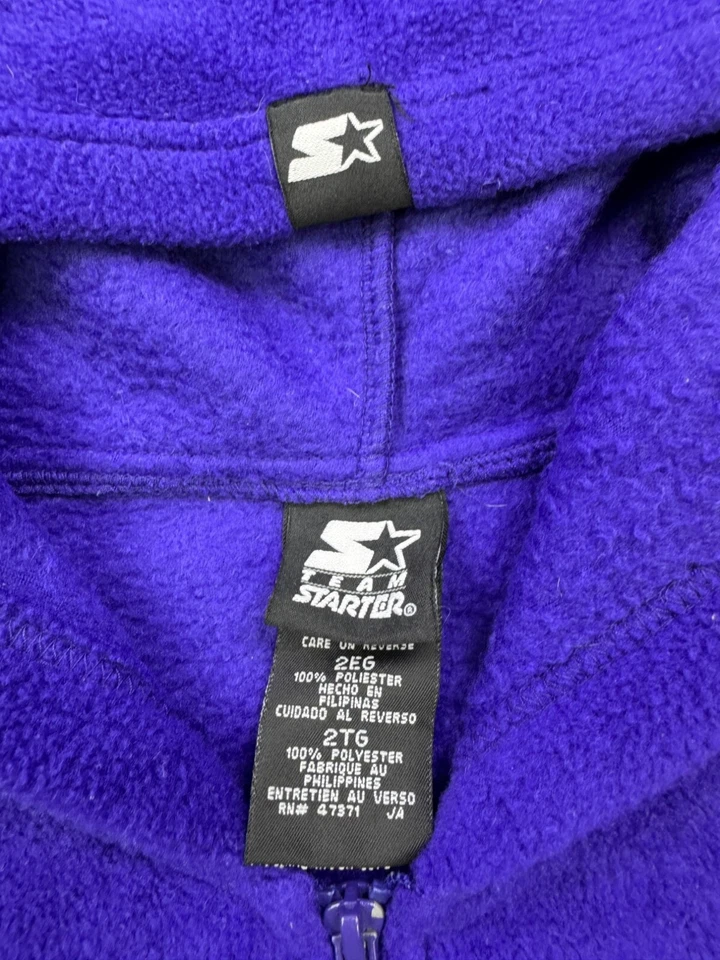 S
S
TEAM
STARTER®
CARE ON REVERSE
2EG
100% POLIESTER
HECHO EN
FILIPINAS
CUIDADO AL REVERSO
2TG
100% POLYESTER
FABRIQUE AU
PHILIPPINES
ENTRETIEN AU VERSO
RN# 47371 JA